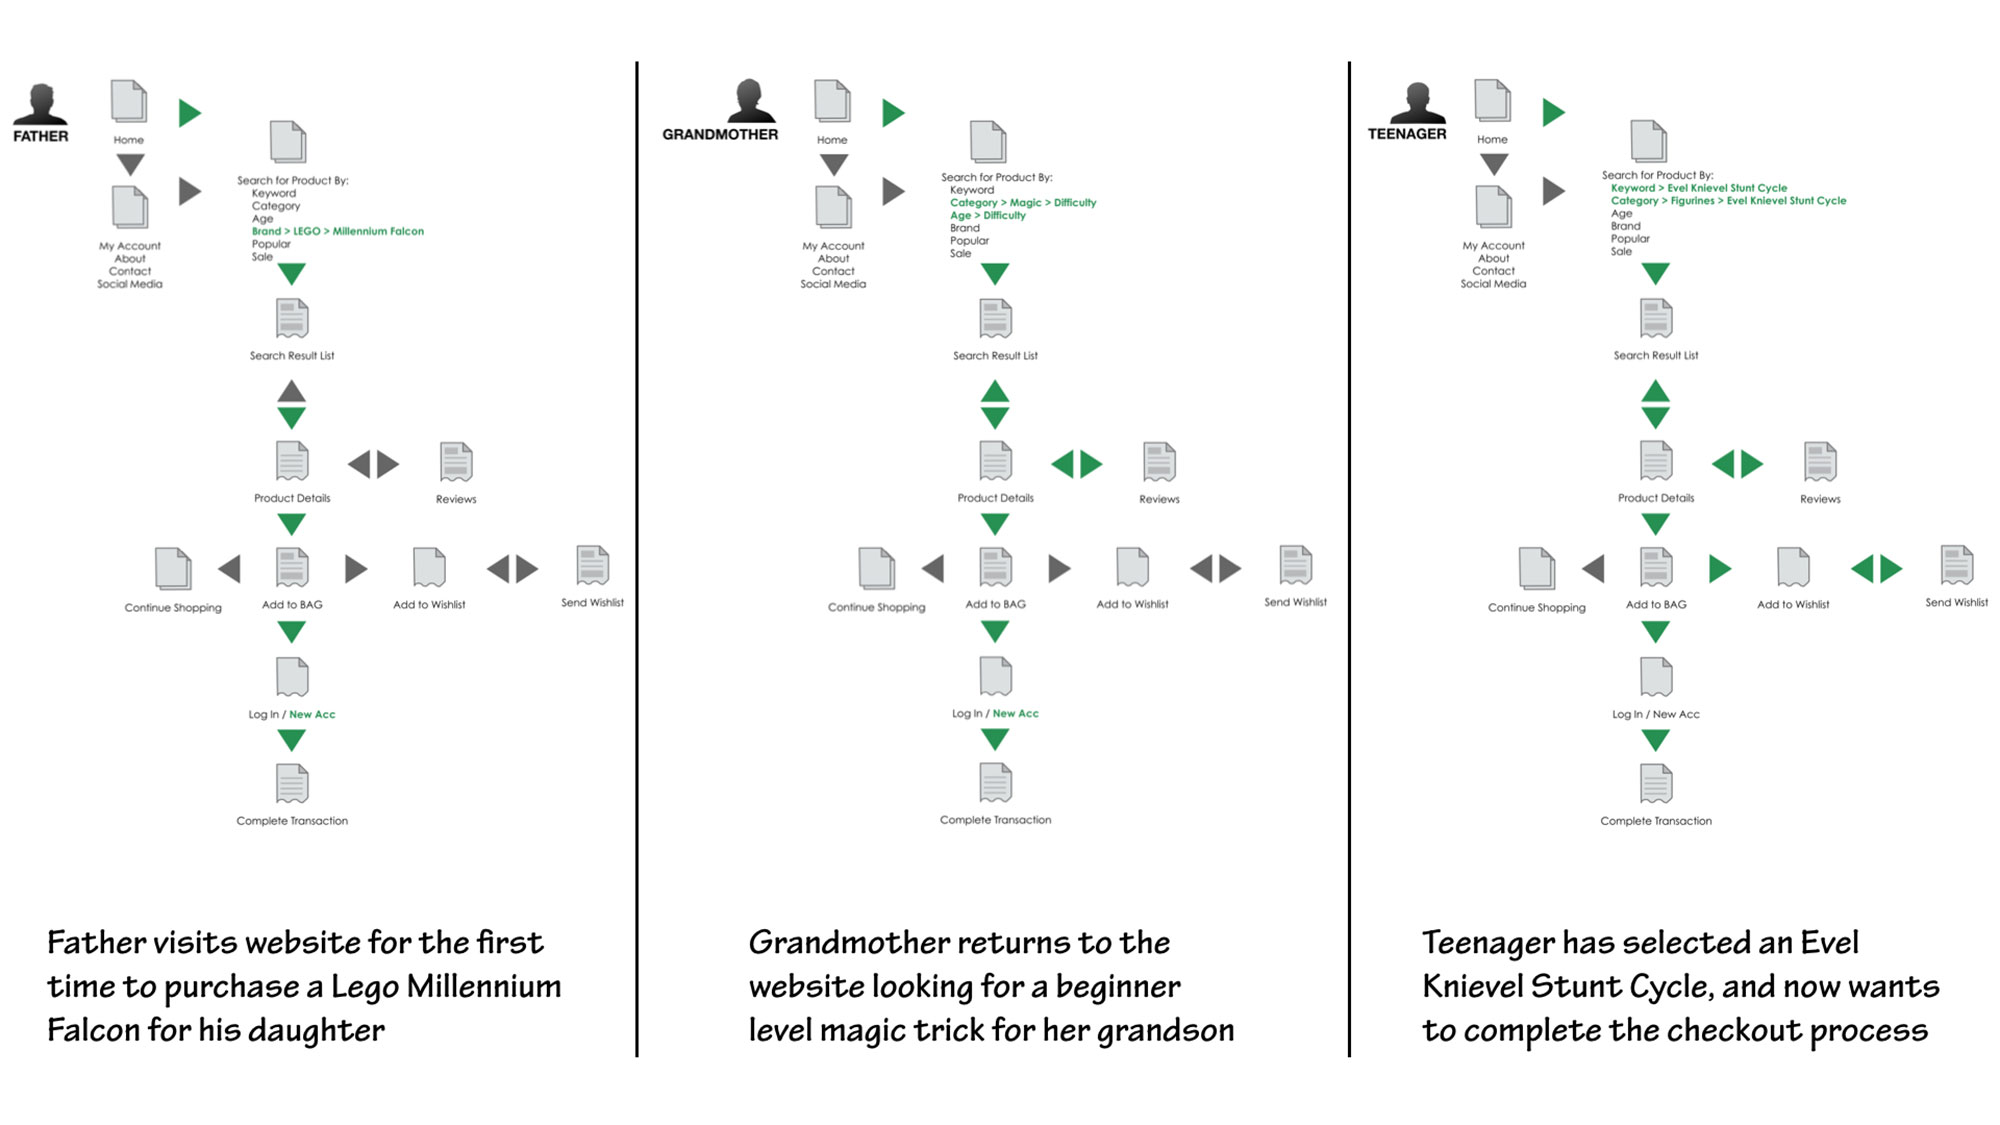 FATHER
Home
My Account
About
Contact
Social Media
Search for Product By:
Keyword
Category
Age
Brand > LEGO > Millennium Falcon
Popular
Sale
Search Result List
Product Details
Reviews
Continue Shopping
Add to BAG
Add to Wishlist
Send Wishlist
Log In / New Acc
Complete Transaction
Father visits website for the first
time to purchase a Lego Millennium
Falcon for his daughter
GRANDMOTHER
Home
My Account
About
Contact
Social Media
Search for Product By:
Keyword
Category > Magic > Difficulty
Age > Difficulty
Brand
Popular
Sale
Search Result List
Product Details
Reviews
Continue Shopping
Add to BAG
Add to Wishlist
Send Wishlist
Log In / New Acc
Complete Transaction
Grandmother returns to the
website looking for a beginner
level magic trick for her grandson
TEENAGER
Home
My Account
About
Contact
Social Media
Search for Product By:
Keyword > Evel Knievel Stunt Cycle
Category > Figurines > Evel Knievel Stunt Cycle
Age
Brand
Popular
Sale
Search Result List
Product Details
Reviews
Continue Shopping
Add to BAG
Add to Wishlist
Send Wishlist
Log In / New Acc
Complete Transaction
Teenager has selected an Evel
Knievel Stunt Cycle, and now wants
to complete the checkout process